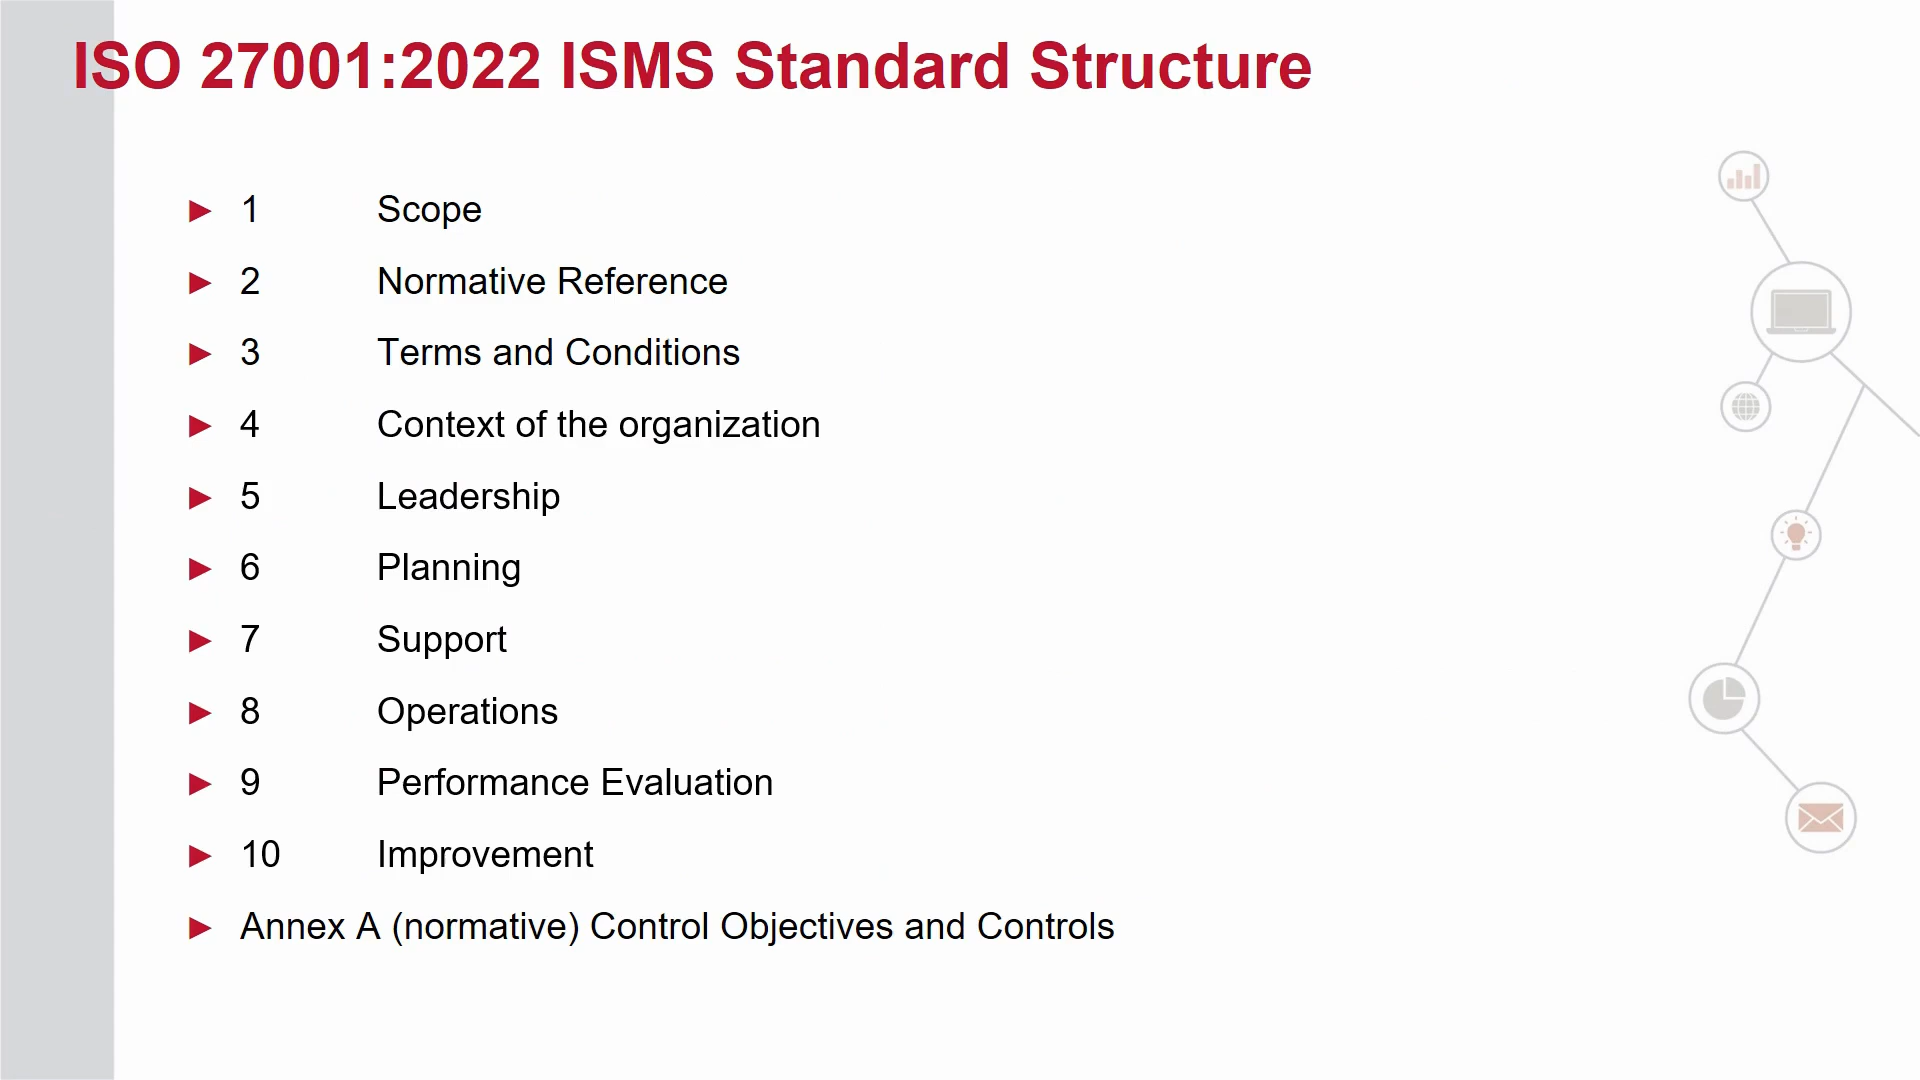 ISO 27001:2022 ISMS Standard Structure
► 1 Scope
► 2 Normative Reference
► 3 Terms and Conditions
► 4 Context of the organization
► 5 Leadership
► 6 Planning
► 7 Support
► 8 Operations
► 9 Performance Evaluation
► 10 Improvement
► Annex A (normative) Control Objectives and Controls